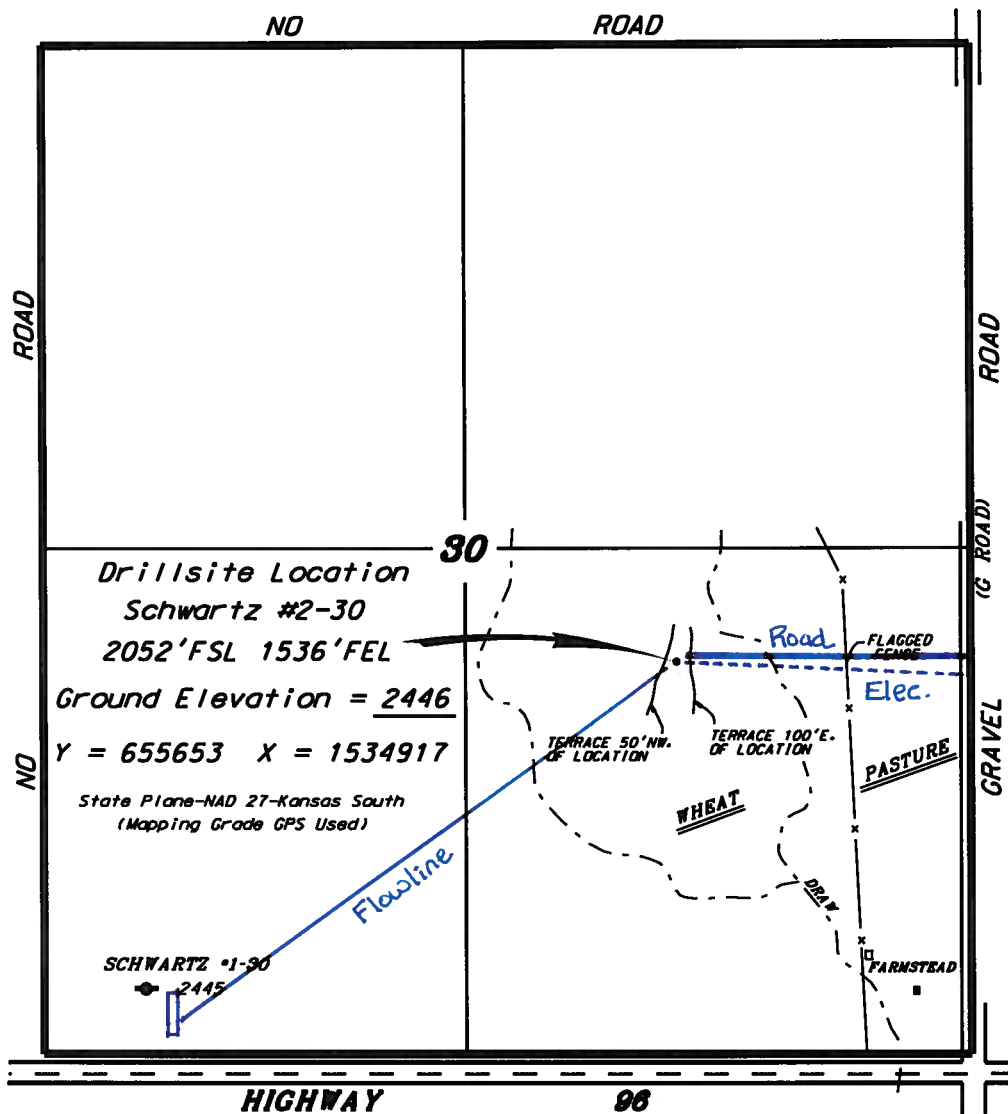 NO ROAD
ROAD
NO
ROAD
(G ROAD)
GRAVEL
30
Drillsite Location
Schwartz #2-30
2052'FSL 1536'FEL
Ground Elevation = 2446
Y = 655653 X = 1534917
State Plane-NAD 27-Kansas South
(Mapping Grade GPS Used)
Road
FLAGGED
FENSE
Elec.
TERRACE 50'NW.
OF LOCATION
TERRACE 100'E.
OF LOCATION
PASTURE
WHEAT
Flowline
DRAW
SCHWARTZ #1-30
2445
FARMSTEAD
HIGHWAY 96